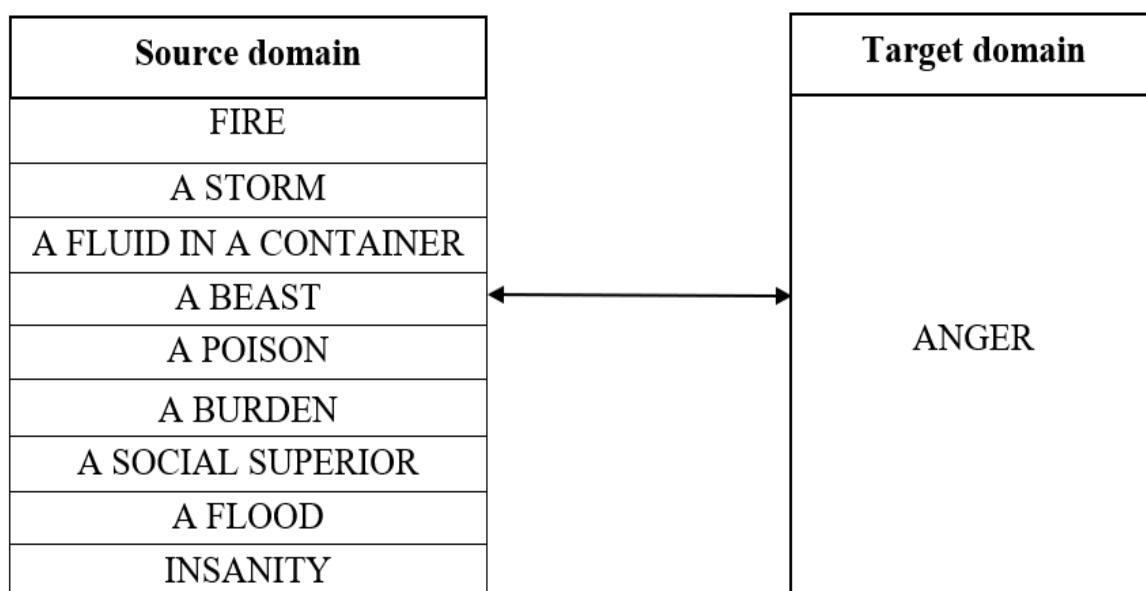 Source domain
FIRE
A STORM
A FLUID IN A CONTAINER
A BEAST
A POISON
A BURDEN
A SOCIAL SUPERIOR
A FLOOD
INSANITY
Target domain
ANGER